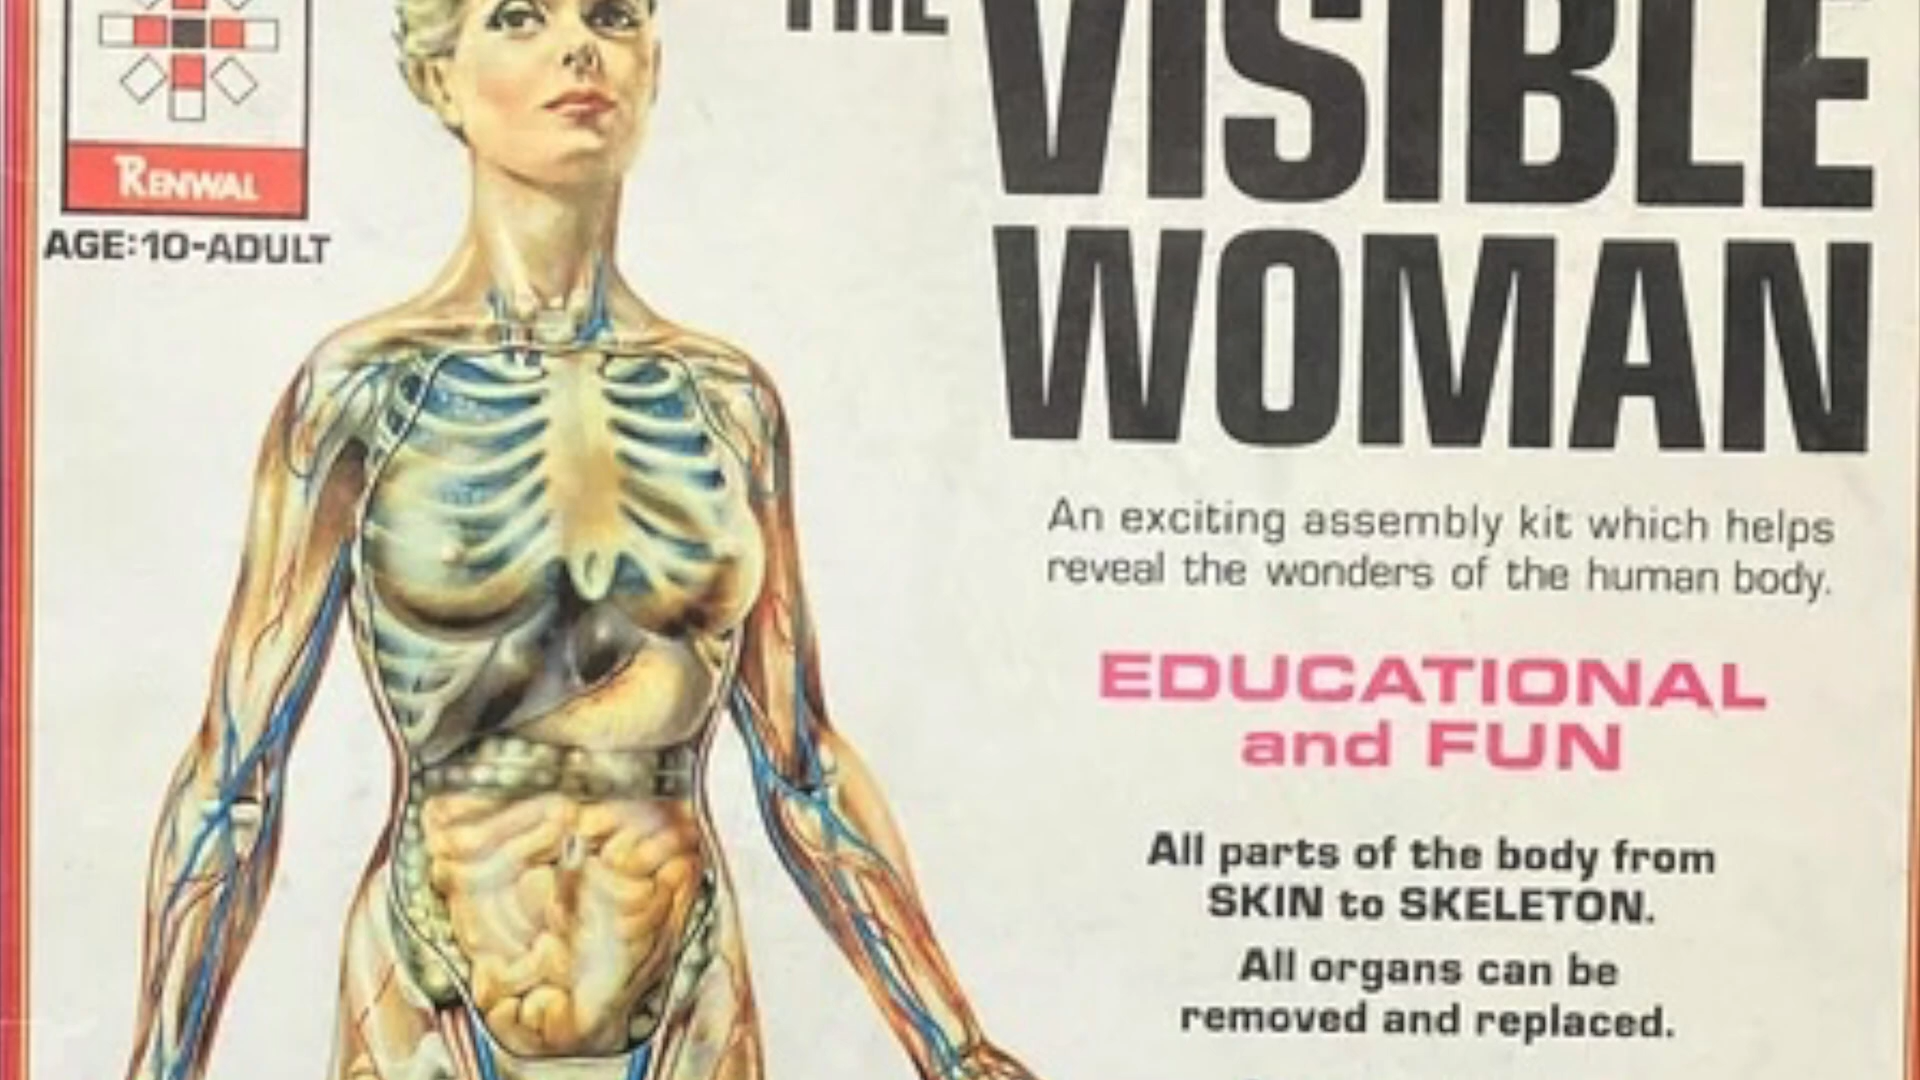 THE
VISIBLE
WOMAN
RENWAL
AGE:10-ADULT
An exciting assembly kit which helps
reveal the wonders of the human body.
EDUCATIONAL
and FUN
All parts of the body from
SKIN to SKELETON.
All organs can be
removed and replaced.